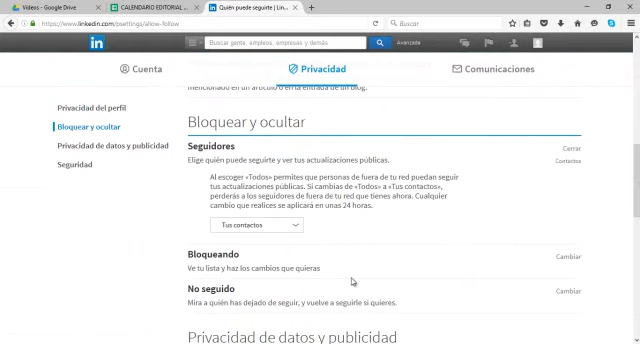 Vídeos - Google Drive
CALENDARIO EDITORIAL
Quién puede seguirte | Lin
https://www.linkedin.com/psettings/allow-follow
Buscar
in
Buscar gente, empleos, empresas y demás
Avanzada
Cuenta
Privacidad
Comunicaciones
mencionado en un artículo o en la entrada de un blog.
Privacidad del perfil
Bloquear y ocultar
Privacidad de datos y publicidad
Seguridad
Bloquear y ocultar
Seguidores
Cerrar
Elige quién puede seguirte y ver tus actualizaciones públicas.
Contactos
Al escoger «Todos» permites que personas de fuera de tu red puedan seguir
tus actualizaciones públicas. Si cambias de «Todos» a «Tus contactos»,
perderás a los seguidores de fuera de tu red que tienes ahora. Cualquier
cambio que realices se aplicará en unas 24 horas.
Tus contactos
Bloqueando
Cambiar
Ve tu lista y haz los cambios que quieras
No seguido
Cambiar
Mira a quién has dejado de seguir, y vuelve a seguirle si quieres.
Privacidad de datos y publicidad